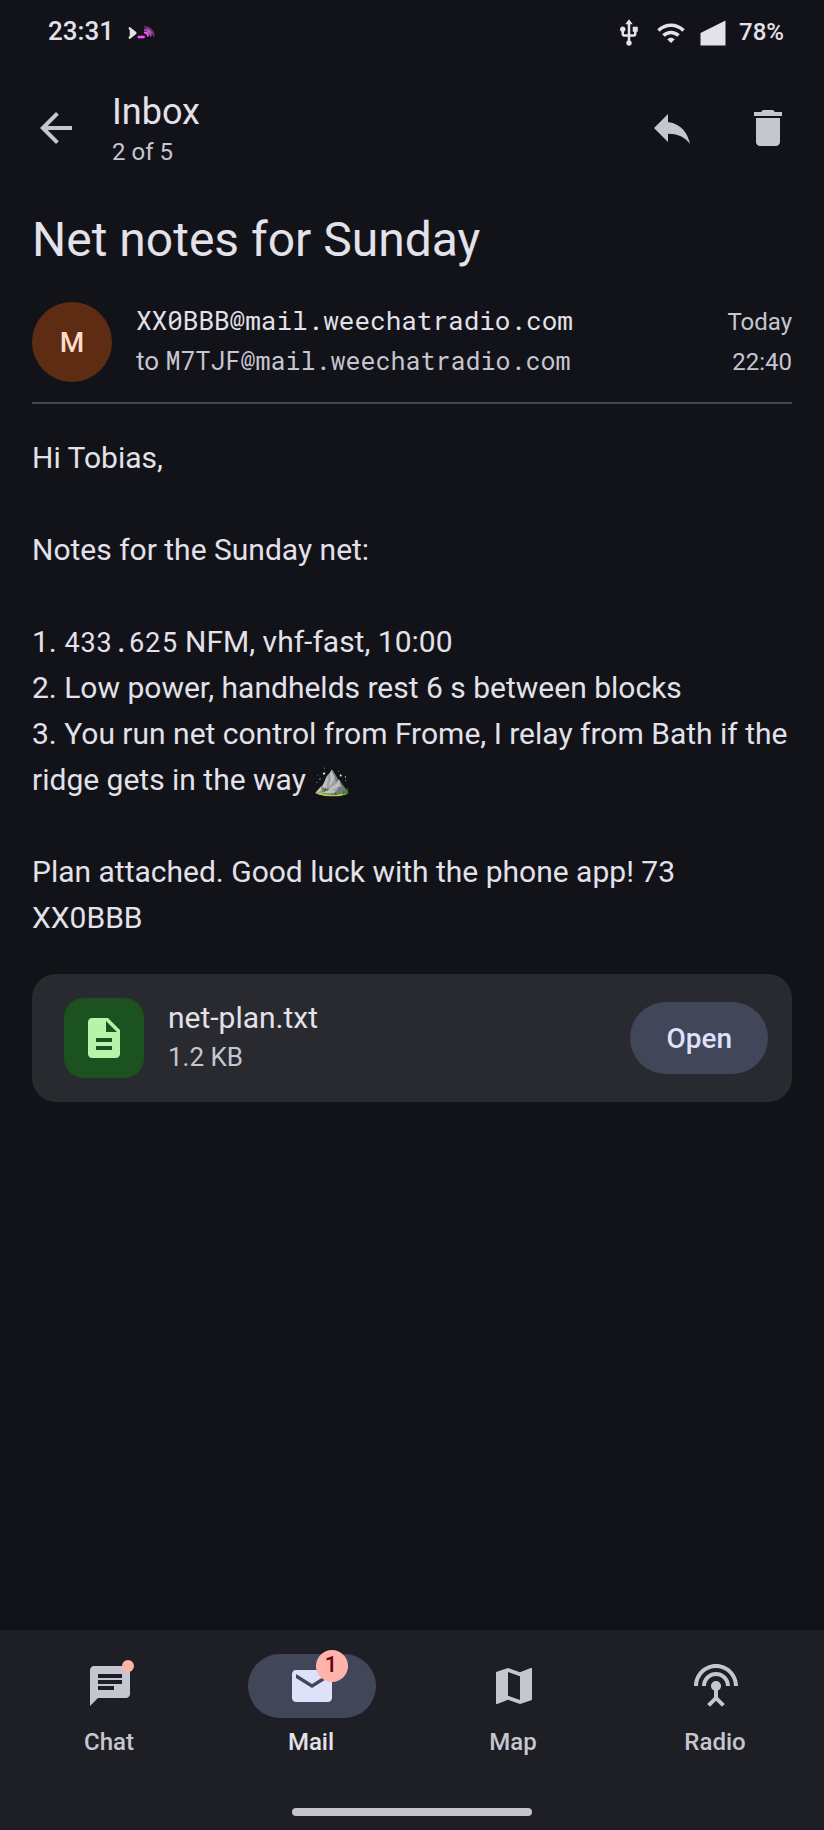 23:31
78%
Inbox
2 of 5
Net notes for Sunday
M
XX0BBB@mail.weechatradio.com
Today
to M7TJF@mail.weechatradio.com
22:40
Hi Tobias,
Notes for the Sunday net:
1. 433.625 NFM, vhf-fast, 10:00
2. Low power, handhelds rest 6 s between blocks
3. You run net control from Frome, I relay from Bath if the
ridge gets in the way ⛰️
Plan attached. Good luck with the phone app! 73
XX0BBB
net-plan.txt
1.2 KB
Open
1
Chat
Mail
Map
Radio